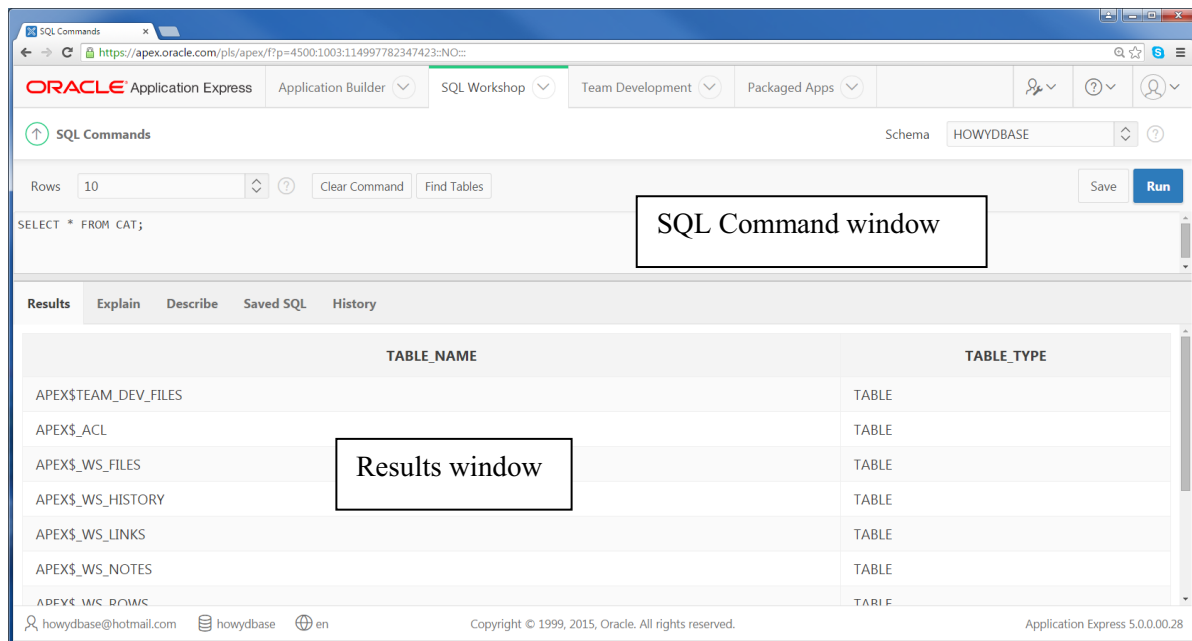 SQL Commands
https://apex.oracle.com/pls/apex/f?p=4500:1003:114997782347423::NO:::
ORACLE Application Express Application Builder SQL Workshop Team Development Packaged Apps
SQL Commands Schema HOWYDBASE
Rows 10 Clear Command Find Tables Save Run
SELECT * FROM CAT;
SQL Command window
Results Explain Describe Saved SQL History
TABLE_NAME TABLE_TYPE
APEX$TEAM_DEV_FILES TABLE
APEX$_ACL TABLE
APEX$_WS_FILES TABLE
Results window
APEX$_WS_HISTORY TABLE
APEX$_WS_LINKS TABLE
APEX$_WS_NOTES TABLE
APEX$_WS_ROWS TABLE
howydbase@hotmail.com howydbase en Copyright © 1999, 2015, Oracle. All rights reserved. Application Express 5.0.0.00.28